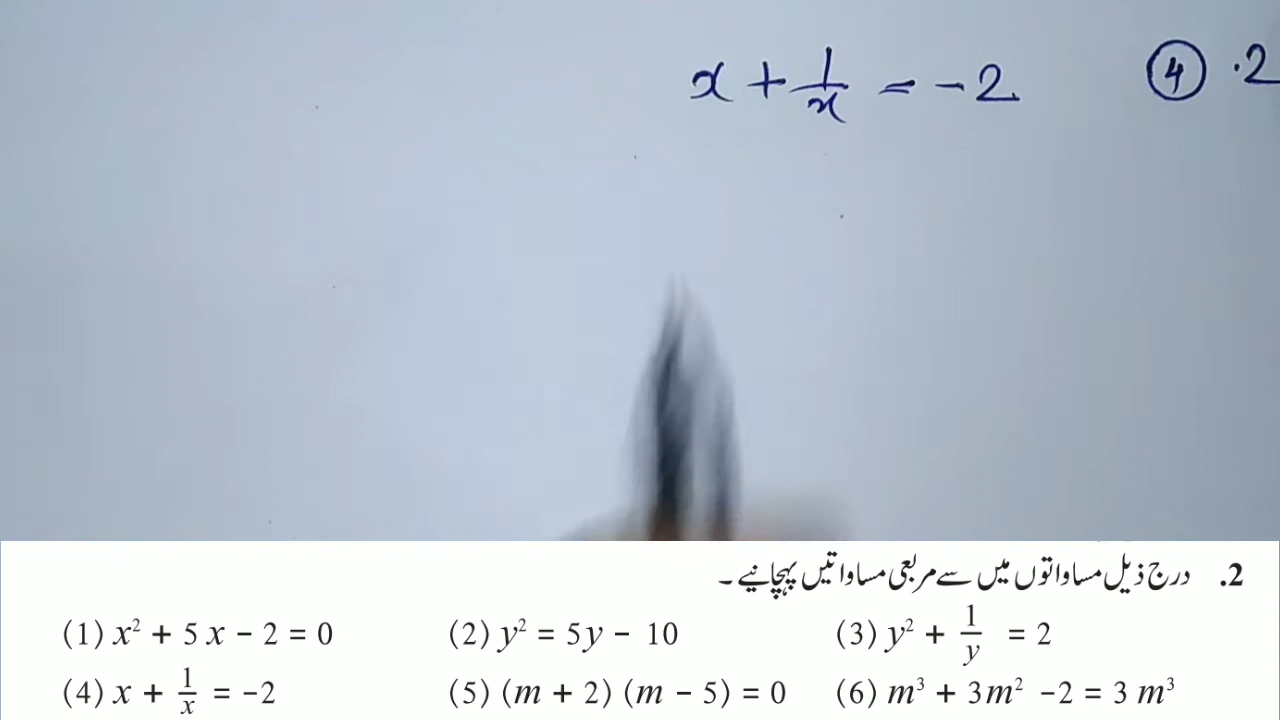 x + 1/x = -2 ④ .2
2. درج ذیل مساواتوں میں سے مربعی مساواتیں پہچانیے ۔
(1) x² + 5x − 2 = 0 (2) y² = 5y − 10 (3) y² + 1/y = 2
(4) x + 1/x = −2 (5) (m + 2) (m − 5) = 0 (6) m³ + 3m² −2 = 3m³